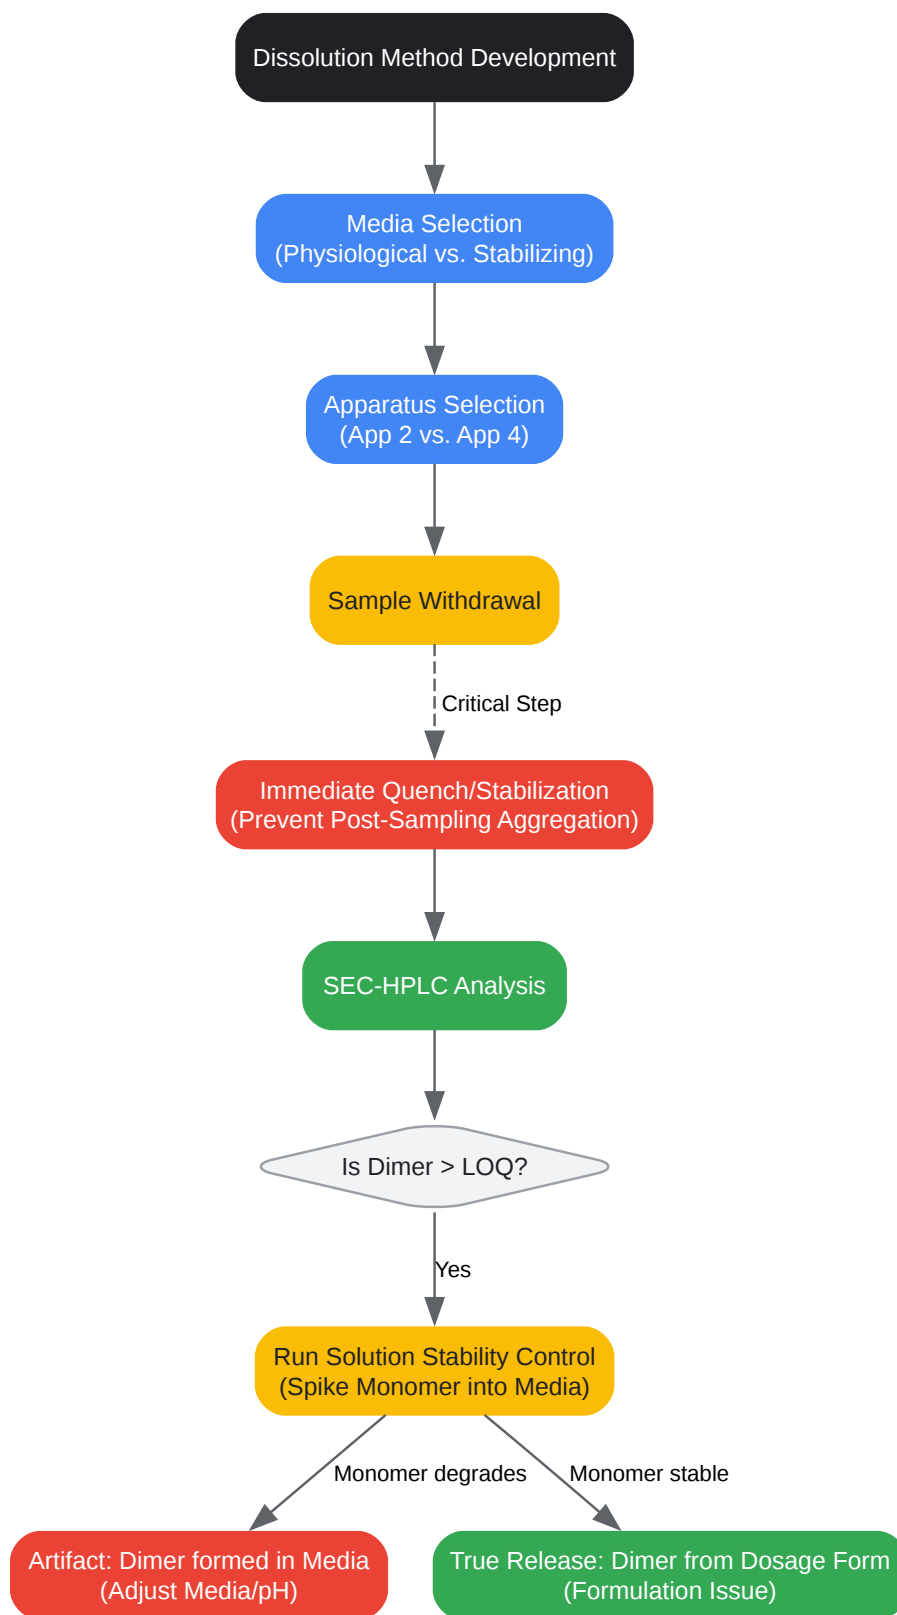 Dissolution Method Development
Media Selection
(Physiological vs. Stabilizing)
Apparatus Selection
(App 2 vs. App 4)
Sample Withdrawal
Critical Step
Immediate Quench/Stabilization
(Prevent Post-Sampling Aggregation)
SEC-HPLC Analysis
Is Dimer > LOQ?
Yes
Run Solution Stability Control
(Spike Monomer into Media)
Monomer degrades
Monomer stable
Artifact: Dimer formed in Media
(Adjust Media/pH)
True Release: Dimer from Dosage Form
(Formulation Issue)